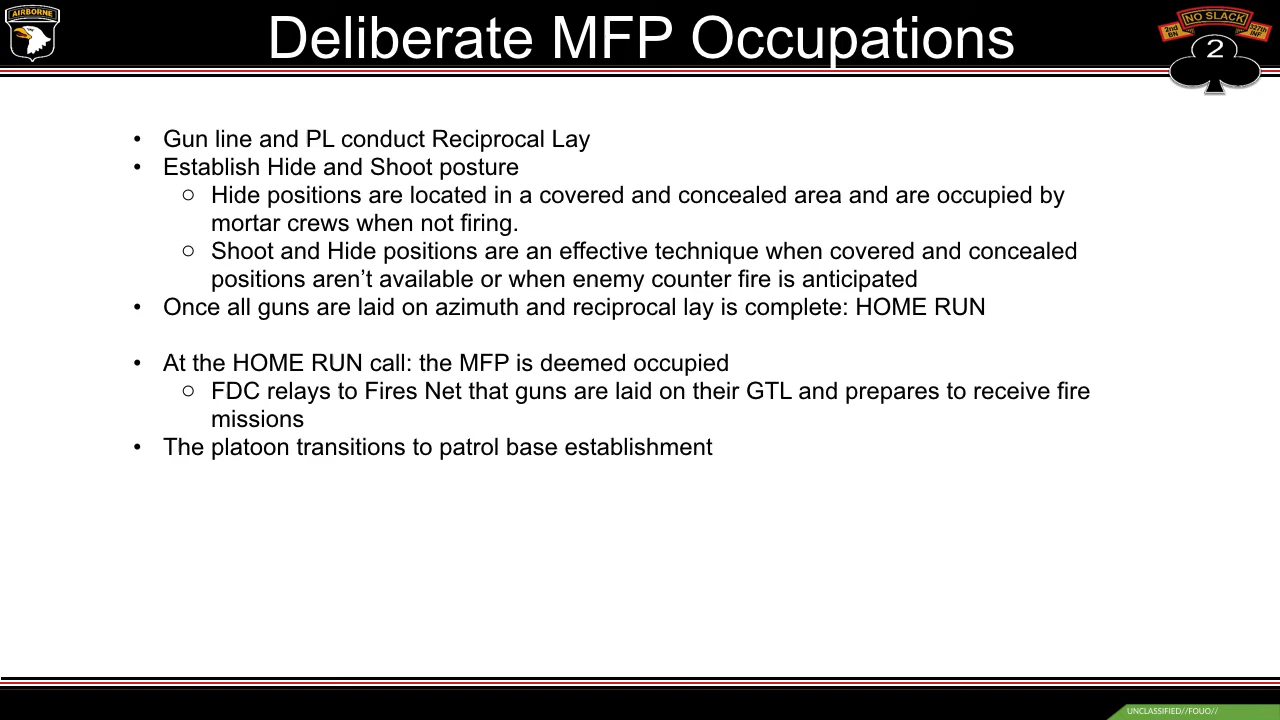 AIRBORNE
Deliberate MFP Occupations
NO SLACK
2nd BN
327th INF
2
• Gun line and PL conduct Reciprocal Lay
• Establish Hide and Shoot posture
○ Hide positions are located in a covered and concealed area and are occupied by
mortar crews when not firing.
○ Shoot and Hide positions are an effective technique when covered and concealed
positions aren’t available or when enemy counter fire is anticipated
• Once all guns are laid on azimuth and reciprocal lay is complete: HOME RUN
• At the HOME RUN call: the MFP is deemed occupied
○ FDC relays to Fires Net that guns are laid on their GTL and prepares to receive fire
missions
• The platoon transitions to patrol base establishment
UNCLASSIFIED//FOUO//